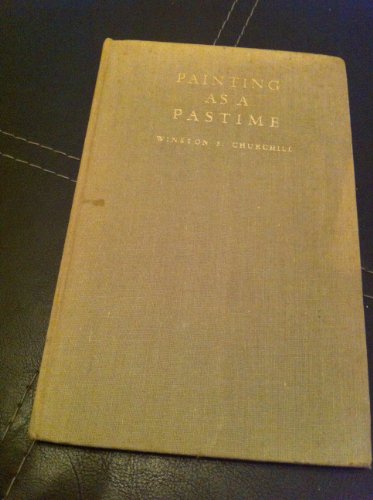 PAINTING
AS A
PASTIME
WINSTON S. CHURCHILL